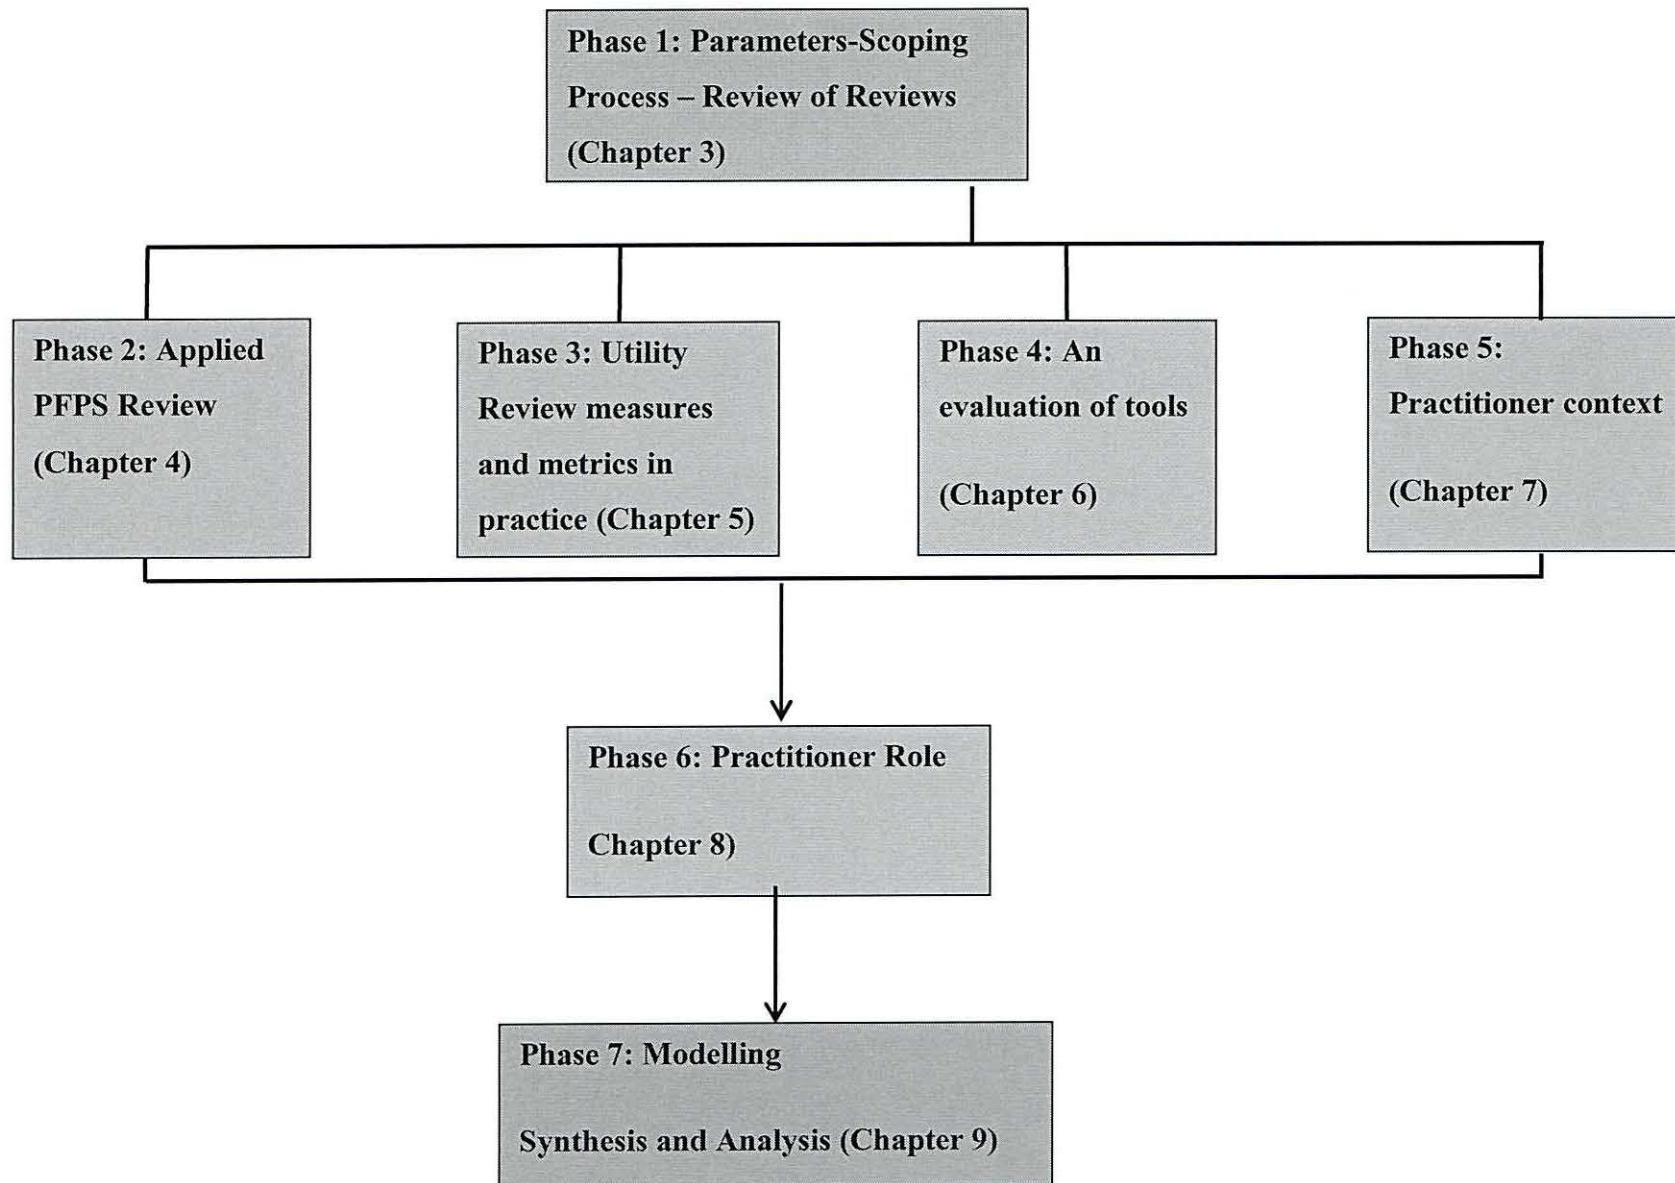 Phase 1: Parameters-Scoping
Process – Review of Reviews
(Chapter 3)
Phase 2: Applied
PFPS Review
(Chapter 4)
Phase 3: Utility
Review measures
and metrics in
practice (Chapter 5)
Phase 4: An
evaluation of tools
(Chapter 6)
Phase 5:
Practitioner context
(Chapter 7)
Phase 6: Practitioner Role
Chapter 8)
Phase 7: Modelling
Synthesis and Analysis (Chapter 9)